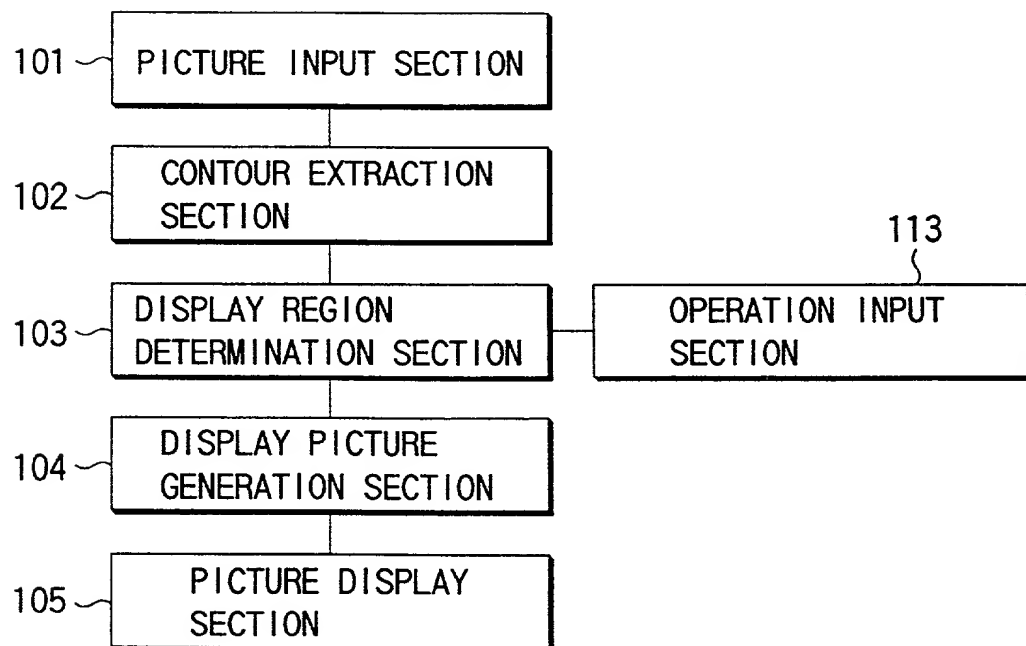 101 PICTURE INPUT SECTION
102 CONTOUR EXTRACTION
SECTION
113
103 DISPLAY REGION
DETERMINATION SECTION
OPERATION INPUT
SECTION
104 DISPLAY PICTURE
GENERATION SECTION
105 PICTURE DISPLAY
SECTION